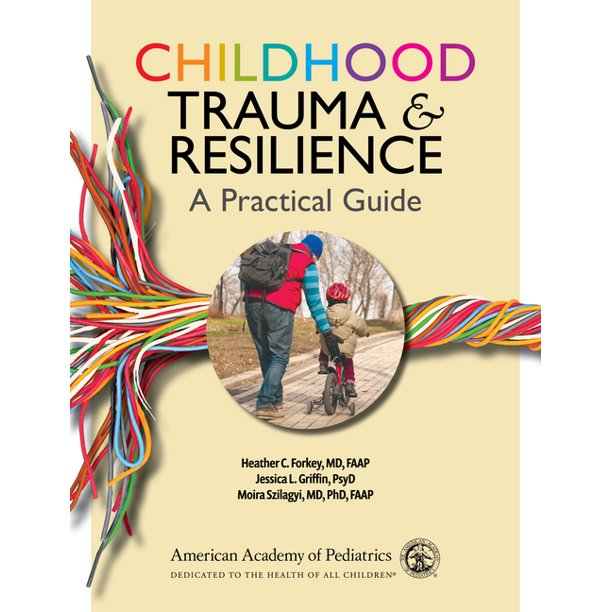 CHILDHOOD
TRAUMA &
RESILIENCE
A Practical Guide
Heather C. Forkey, MD, FAAP
Jessica L. Griffin, PsyD
Moira Szilagyi, MD, PhD, FAAP
American Academy of Pediatrics
DEDICATED TO THE HEALTH OF ALL CHILDREN®